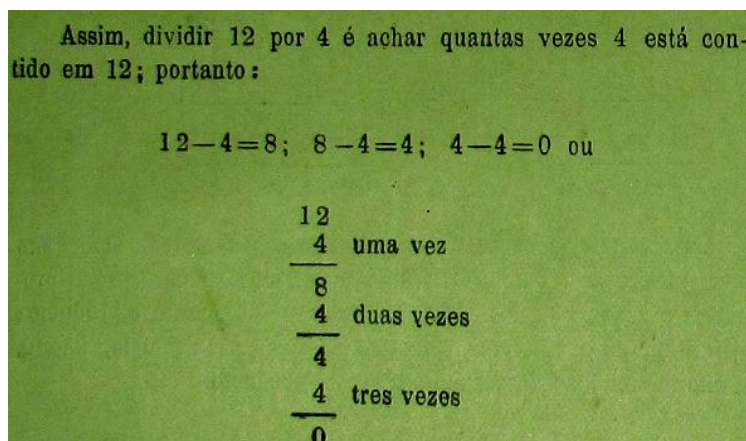 Assim, dividir 12 por 4 é achar quantas vezes 4 está con-
tido em 12; portanto:
12—4=8; 8—4=4; 4—4=0 ou
12
4 uma vez
8
4 duas vezes
4
4 tres vezes
0